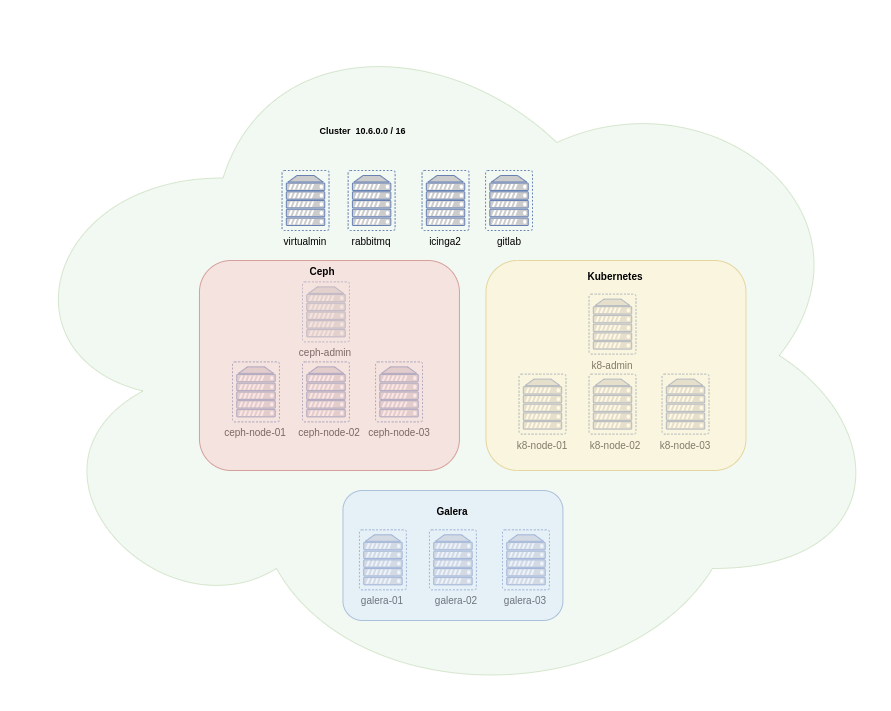 Cluster 10.6.0.0 / 16
virtualmin
rabbitmq
icinga2
gitlab
Ceph
ceph-admin
ceph-node-01
ceph-node-02
ceph-node-03
Kubernetes
k8-admin
k8-node-01
k8-node-02
k8-node-03
Galera
galera-01
galera-02
galera-03